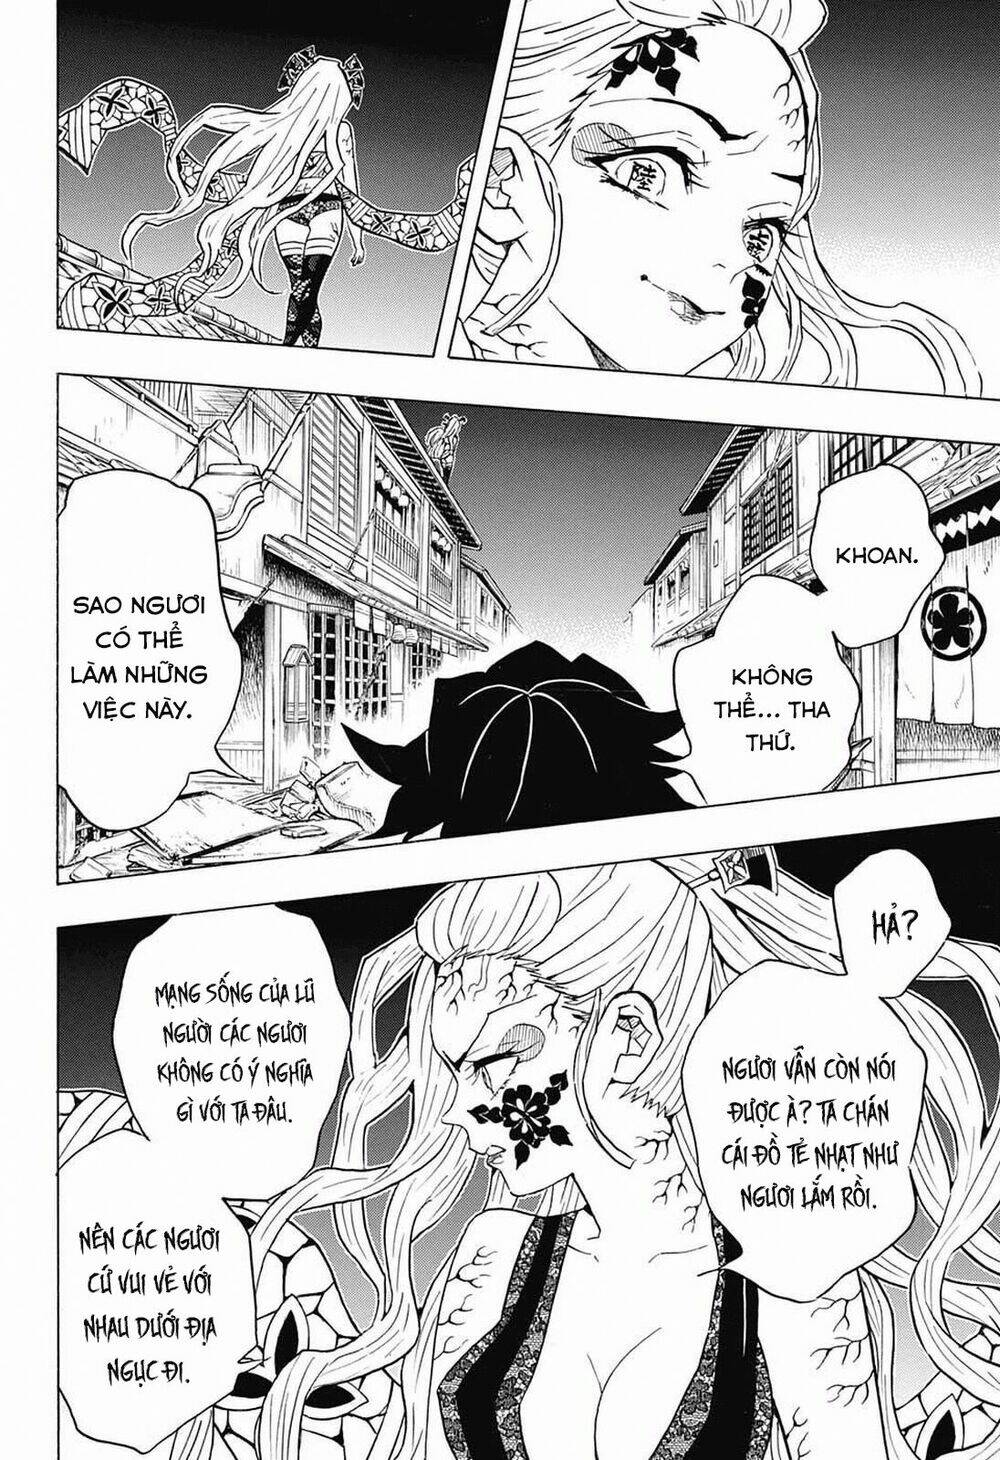 陸
陸
KHOAN.
KHÔNG
THỂ... THA
THỨ.
SAO NGƯƠI
CÓ THỂ
LÀM NHỮNG
VIỆC NÀY.
HẢ?
NGƯƠI VẪN CÒN NÓI
ĐƯỢC À? TA CHÁN
CÁI ĐỒ TẺ NHẠT NHƯ
NGƯƠI LẮM RỒI.
MẠNG SỐNG CỦA LŨ
NGƯỜI CÁC NGƯƠI
KHÔNG CÓ Ý NGHĨA
GÌ VỚI TA ĐÂU.
NÊN CÁC NGƯƠI
CỨ VUI VẺ VỚI
NHAU DƯỚI ĐỊA
NGỤC ĐI.